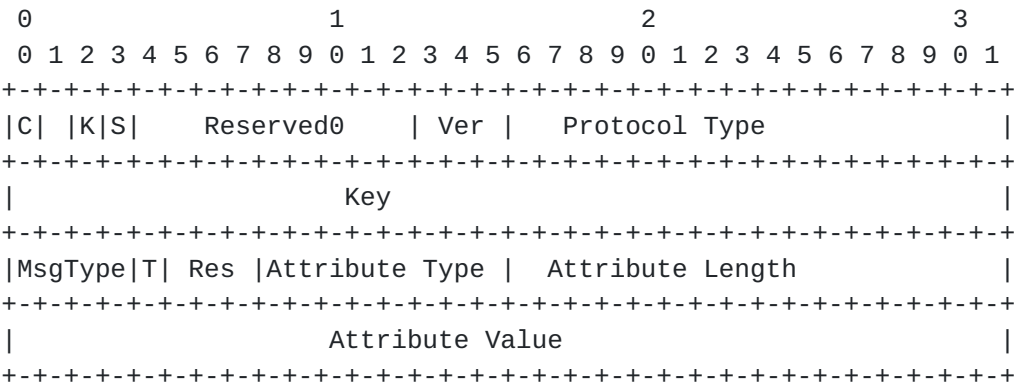 0                   1                   2                   3
 0 1 2 3 4 5 6 7 8 9 0 1 2 3 4 5 6 7 8 9 0 1 2 3 4 5 6 7 8 9 0 1
+-+-+-+-+-+-+-+-+-+-+-+-+-+-+-+-+-+-+-+-+-+-+-+-+-+-+-+-+-+-+-+-+
|C| |K|S|    Reserved0    | Ver |   Protocol Type               |
+-+-+-+-+-+-+-+-+-+-+-+-+-+-+-+-+-+-+-+-+-+-+-+-+-+-+-+-+-+-+-+-+
|                     Key                                       |
+-+-+-+-+-+-+-+-+-+-+-+-+-+-+-+-+-+-+-+-+-+-+-+-+-+-+-+-+-+-+-+-+
|MsgType|T| Res |Attribute Type |  Attribute Length             |
+-+-+-+-+-+-+-+-+-+-+-+-+-+-+-+-+-+-+-+-+-+-+-+-+-+-+-+-+-+-+-+-+
|                    Attribute Value                            |
+-+-+-+-+-+-+-+-+-+-+-+-+-+-+-+-+-+-+-+-+-+-+-+-+-+-+-+-+-+-+-+-+